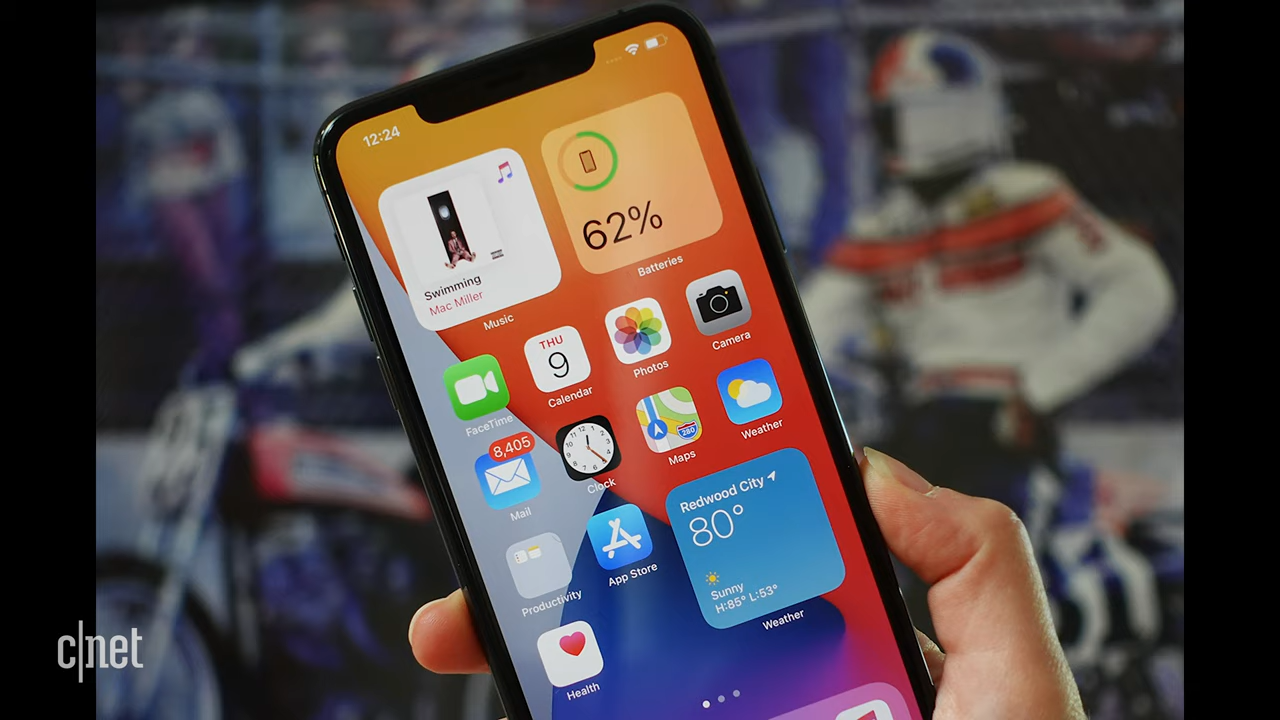 12:24
Swimming
Mac Miller
Music
62%
Batteries
FaceTime
THU
9
Calendar
Photos
Camera
8,405
Mail
Clock
Maps
280
Weather
Productivity
App Store
Redwood City
80°
Sunny
H:85° L:53°
Weather
Health
c|net